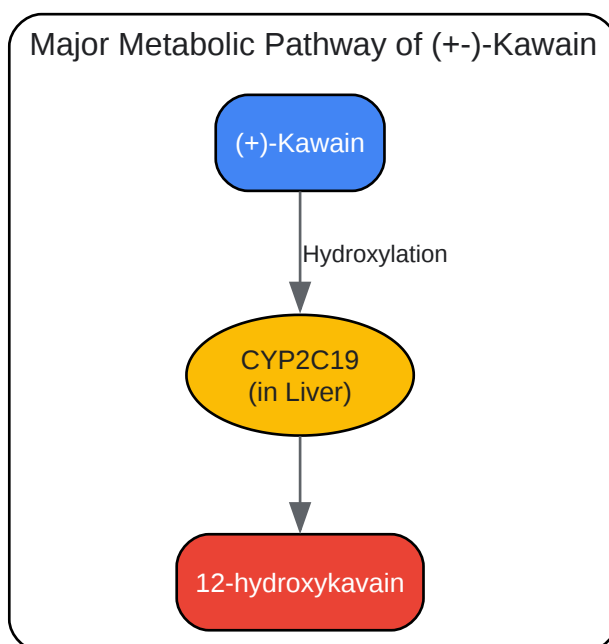 Major Metabolic Pathway of (+-)-Kawain
(+)-Kawain
Hydroxylation
CYP2C19
(in Liver)
12-hydroxykavain